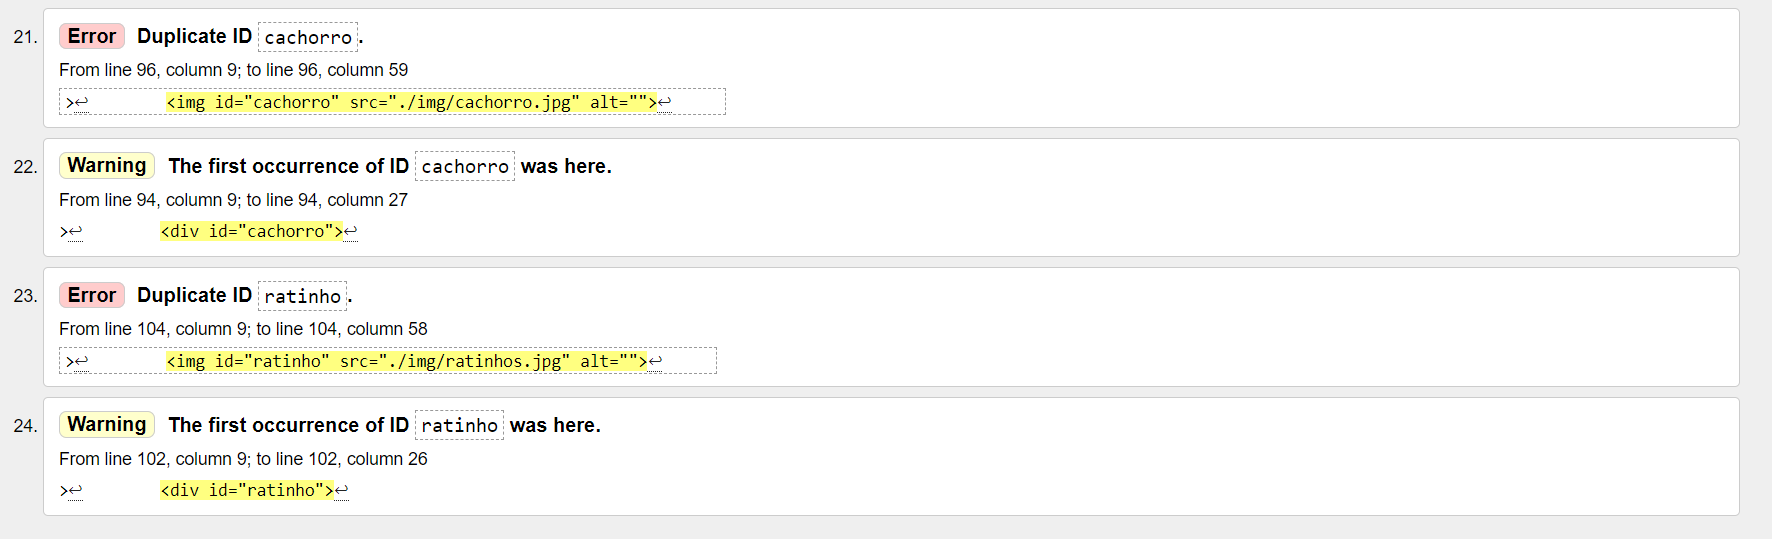 21. Error Duplicate ID cachorro.
From line 96, column 9; to line 96, column 59
>↩ <img id="cachorro" src="./img/cachorro.jpg" alt="">↩
22. Warning The first occurrence of ID cachorro was here.
From line 94, column 9; to line 94, column 27
>↩ <div id="cachorro">↩
23. Error Duplicate ID ratinho.
From line 104, column 9; to line 104, column 58
>↩ <img id="ratinho" src="./img/ratinhos.jpg" alt="">↩
24. Warning The first occurrence of ID ratinho was here.
From line 102, column 9; to line 102, column 26
>↩ <div id="ratinho">↩